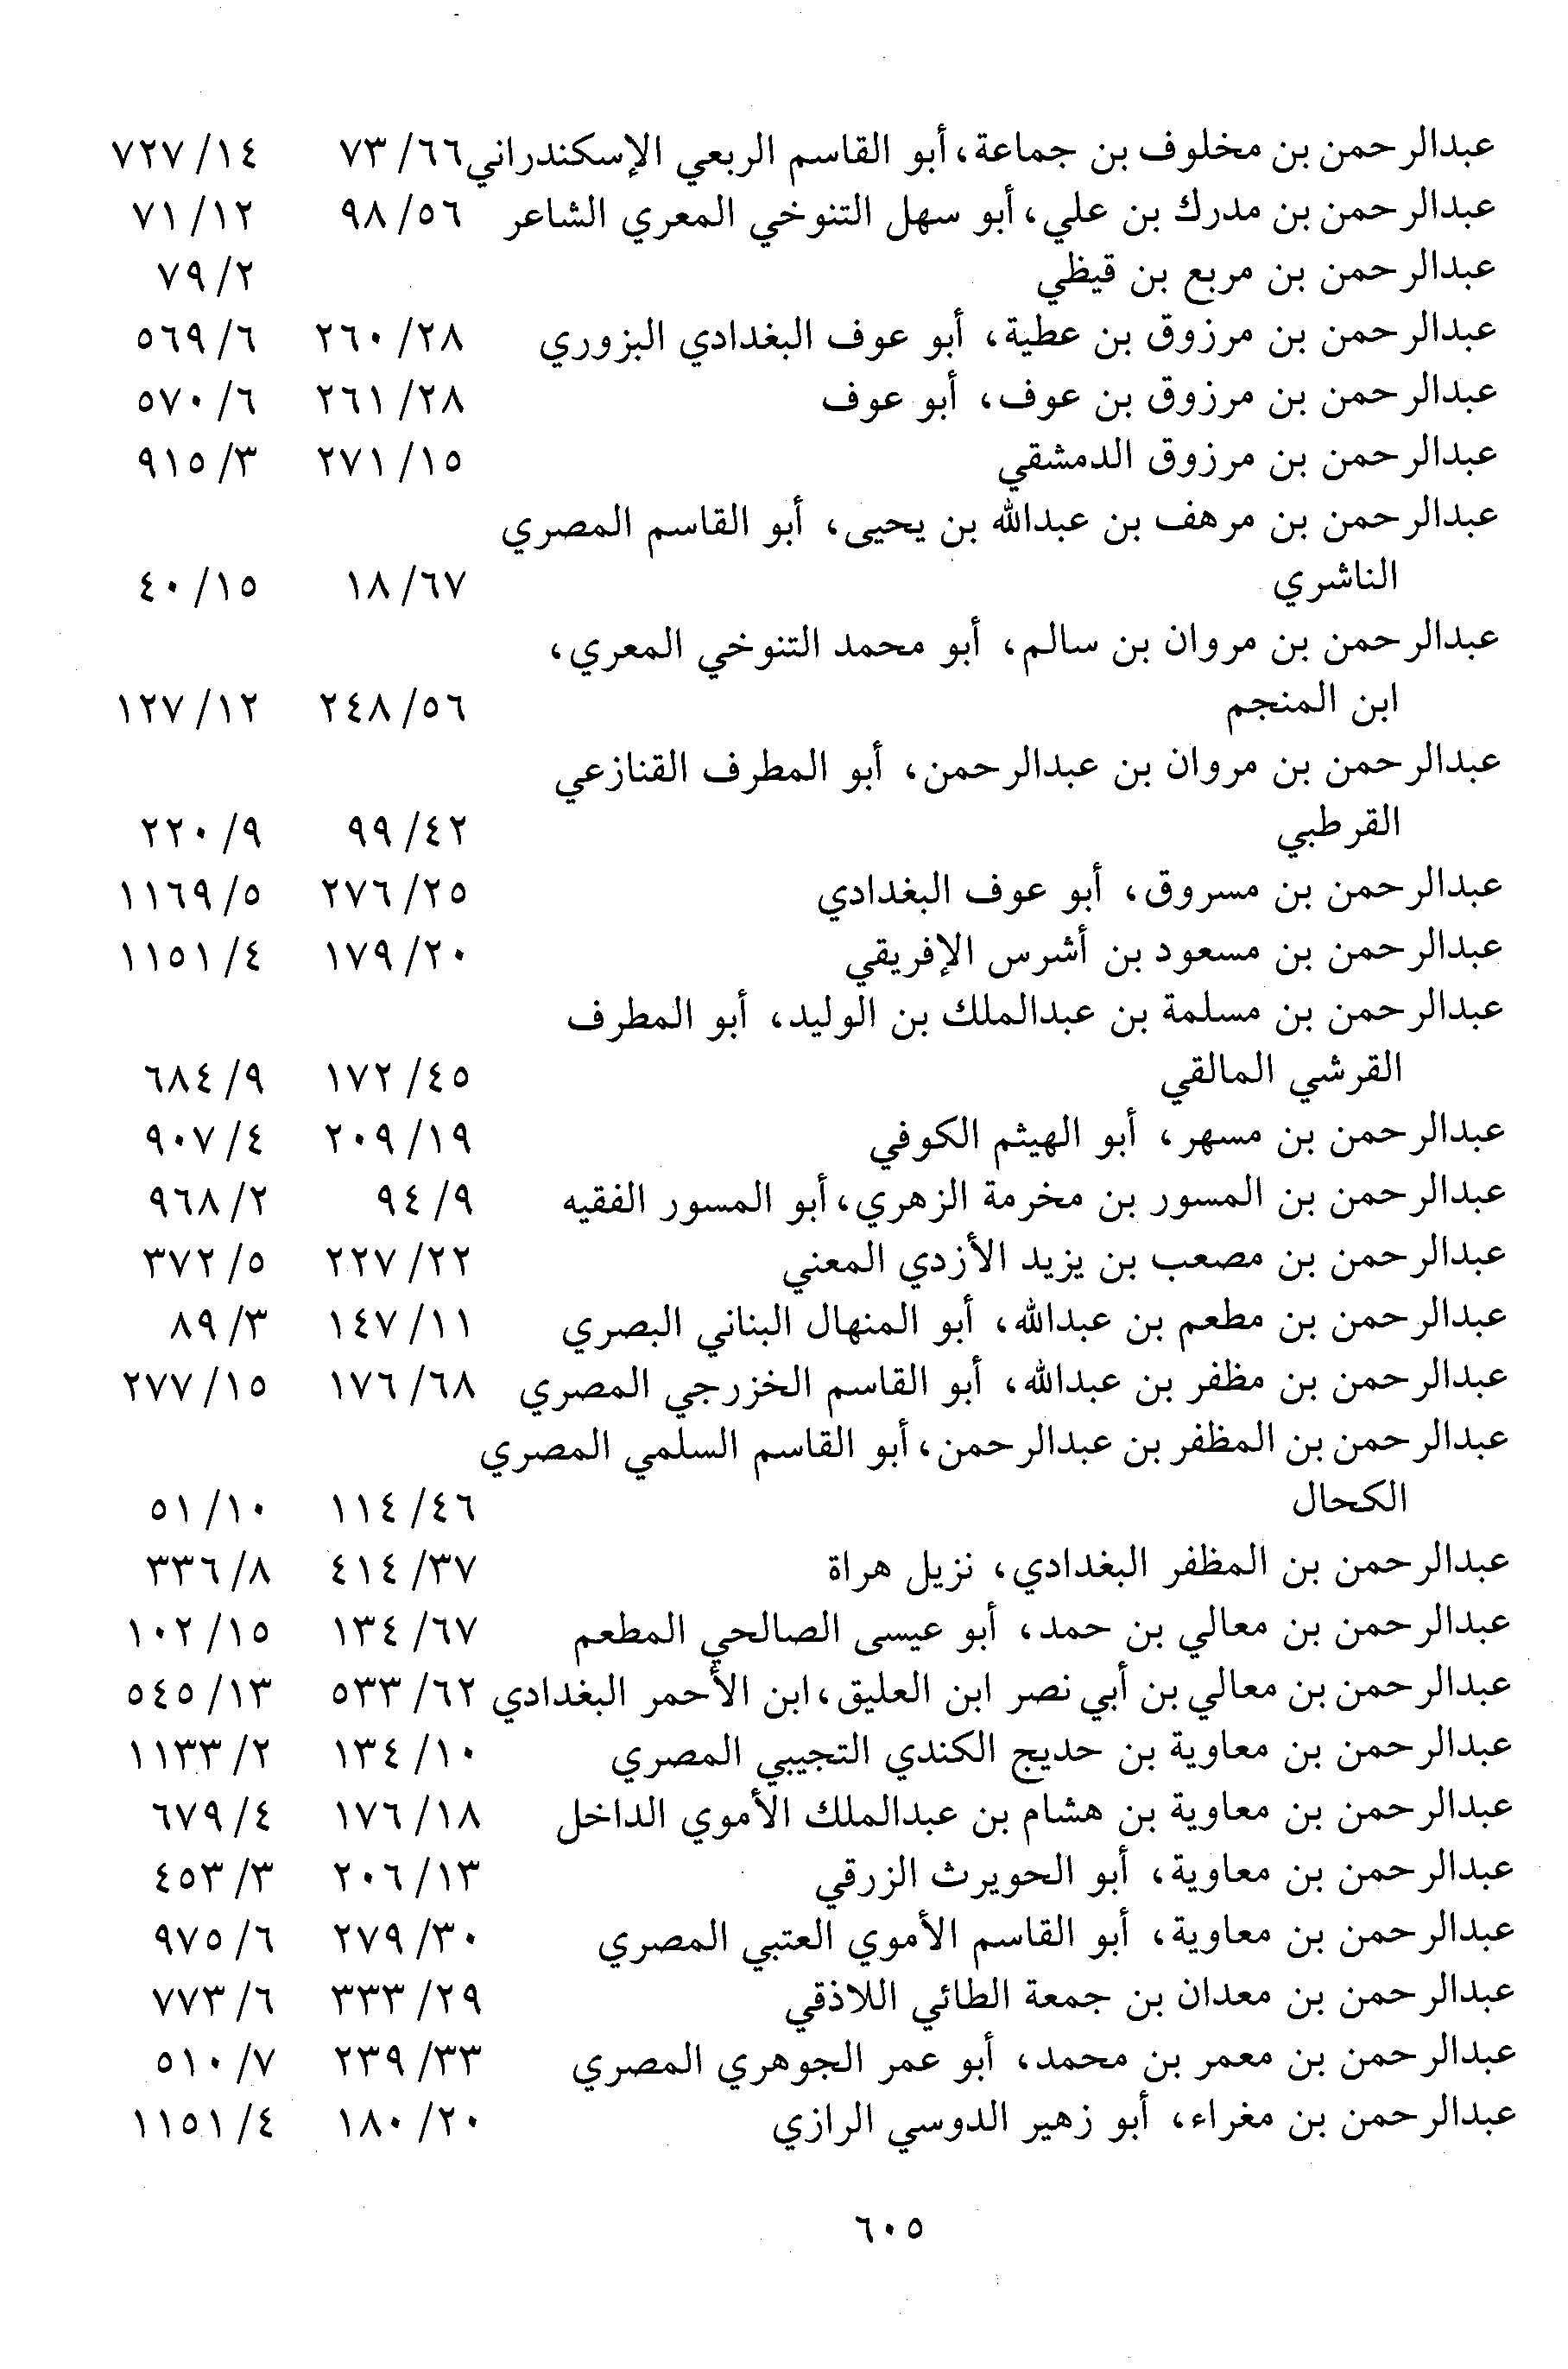 عبدالرحمن بن مخلوف بن جماعة، أبو القاسم الربعي الإسكندراني ٦٦/ ٧٣ ١٤/ ٧٢٧
عبدالرحمن بن مدرك بن علي، أبو سهل التنوخي المعري الشاعر ٥٦/ ٩٨ ١٢/ ٧١
عبدالرحمن بن مربع بن قيظي ٢/ ٧٩
عبدالرحمن بن مرزوق بن عطية، أبو عوف البغدادي البزوري ٢٨/ ٢٦٠ ٦/ ٥٦٩
عبدالرحمن بن مرزوق بن عوف، أبو عوف ٢٨/ ٢٦١ ٦/ ٥٧٠
عبدالرحمن بن مرزوق الدمشقي ١٥/ ٢٧١ ٣/ ٩١٥
عبدالرحمن بن مرهف بن عبدالله بن يحيى، أبو القاسم المصري
الناشري ٦٧/ ١٨ ١٥/ ٤٠
عبدالرحمن بن مروان بن سالم، أبو محمد التنوخي المعري،
ابن المنجم ٥٦/ ٢٤٨ ١٢/ ١٢٧
عبدالرحمن بن مروان بن عبدالرحمن، أبو المطرف القنازعي
القرطبي ٤٢/ ٩٩ ٩/ ٢٢٠
عبدالرحمن بن مسروق، أبو عوف البغدادي ٢٥/ ٢٧٦ ٥/ ١١٦٩
عبدالرحمن بن مسعود بن أشرس الإفريقي ٢٠/ ١٧٩ ٤/ ١١٥١
عبدالرحمن بن مسلمة بن عبدالملك بن الوليد، أبو المطرف
القرشي المالقي ٤٥/ ١٧٢ ٩/ ٦٨٤
عبدالرحمن بن مسهر، أبو الهيثم الكوفي ١٩/ ٢٠٩ ٤/ ٩٠٧
عبدالرحمن بن المسور بن مخرمة الزهري، أبو المسور الفقيه ٩/ ٩٤ ٢/ ٩٦٨
عبدالرحمن بن مصعب بن يزيد الأزدي المعني ٢٢/ ٢٢٧ ٥/ ٣٧٢
عبدالرحمن بن مطعم بن عبدالله، أبو المنهال البناني البصري ١١/ ١٤٧ ٣/ ٨٩
عبدالرحمن بن مظفر بن عبدالله، أبو القاسم الخزرجي المصري ٦٨/ ١٧٦ ١٥/ ٢٧٧
عبدالرحمن بن المظفر بن عبدالرحمن، أبو القاسم السلمي المصري
الكحال ٤٦/ ١١٤ ١٠/ ٥١
عبدالرحمن بن المظفر البغدادي، نزيل هراة ٣٧/ ٤١٤ ٨/ ٣٣٦
عبدالرحمن بن معالي بن حمد، أبو عيسى الصالحي المطعم ٦٧/ ١٣٤ ١٥/ ١٠٢
عبدالرحمن بن معالي بن أبي نصر ابن العليق، ابن الأحمر البغدادي ٦٢/ ٥٣٣ ١٣/ ٥٤٥
عبدالرحمن بن معاوية بن حديج الكندي التجيبي المصري ١٠/ ١٣٤ ٢/ ١١٣٣
عبدالرحمن بن معاوية بن هشام بن عبدالملك الأموي الداخل ١٨/ ١٧٦ ٤/ ٦٧٩
عبدالرحمن بن معاوية، أبو الحويرث الزرقي ١٣/ ٢٠٦ ٣/ ٤٥٣
عبدالرحمن بن معاوية، أبو القاسم الأموي العتبي المصري ٣٠/ ٢٧٩ ٦/ ٩٧٥
عبدالرحمن بن معدان بن جمعة الطائي اللاذقي ٢٩/ ٣٣٣ ٦/ ٧٧٣
عبدالرحمن بن معمر بن محمد، أبو عمر الجوهري المصري ٣٣/ ٢٣٩ ٧/ ٥١٠
عبدالرحمن بن مغراء، أبو زهير الدوسي الرازي ٢٠/ ١٨٠ ٤/ ١١٥١
٦٠٥